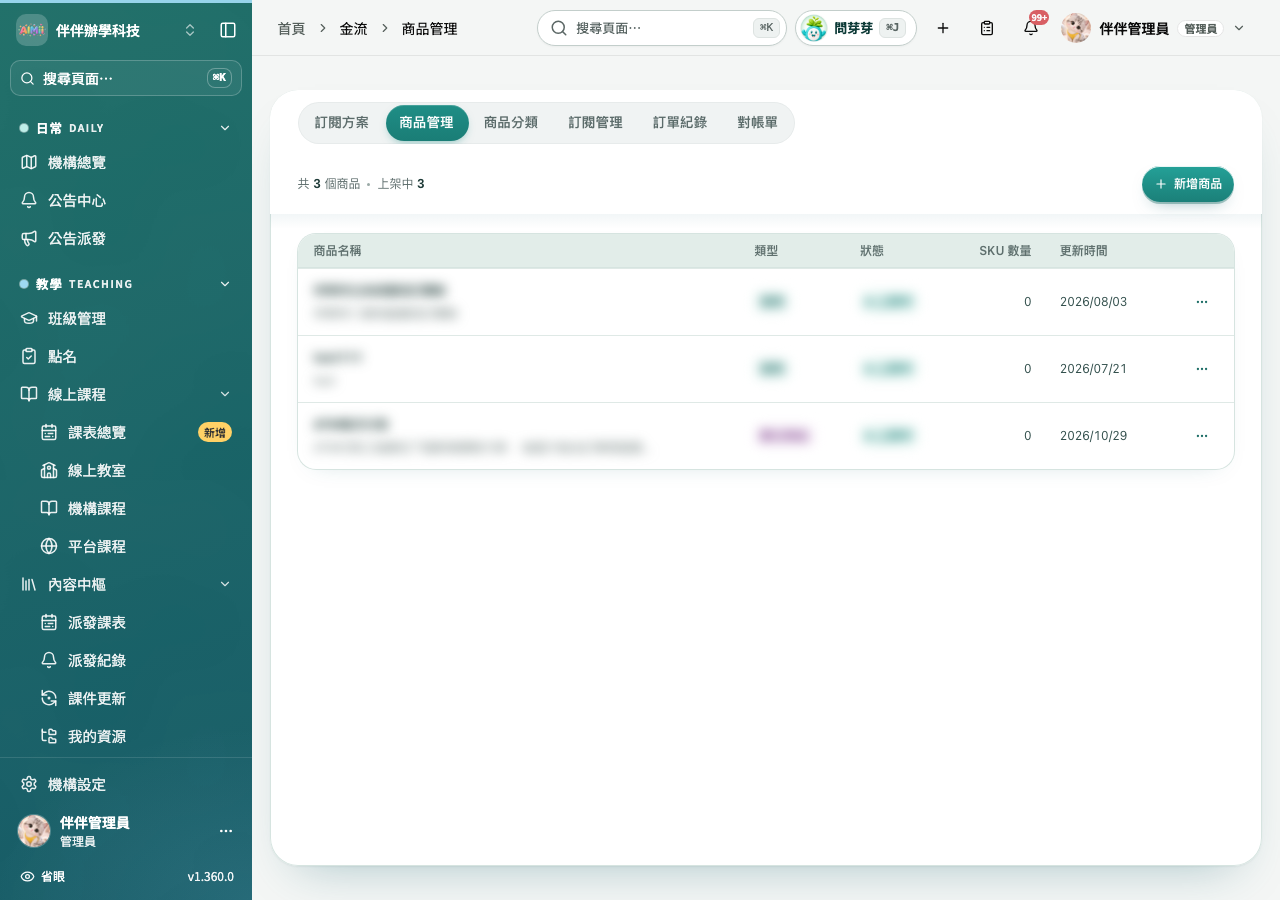 伴伴辦學科技
搜尋頁面⋯
⌘K
日常 DAILY
機構總覽
公告中心
公告派發
教學 TEACHING
班級管理
點名
線上課程
課表總覽
新增
線上教室
機構課程
平台課程
內容中樞
派發課表
派發紀錄
課件更新
我的資源
機構設定
伴伴管理員
管理員
省眼
v1.360.0
首頁 > 金流 > 商品管理
搜尋頁面⋯
⌘K
問芽芽
⌘J
99+
伴伴管理員
管理員
訂閱方案
商品管理
商品分類
訂閱管理
訂單紀錄
對帳單
共 3 個商品 • 上架中 3
+ 新增商品
商品名稱 類型 狀態 SKU 數量 更新時間
0 2026/08/03
0 2026/07/21
0 2026/10/29